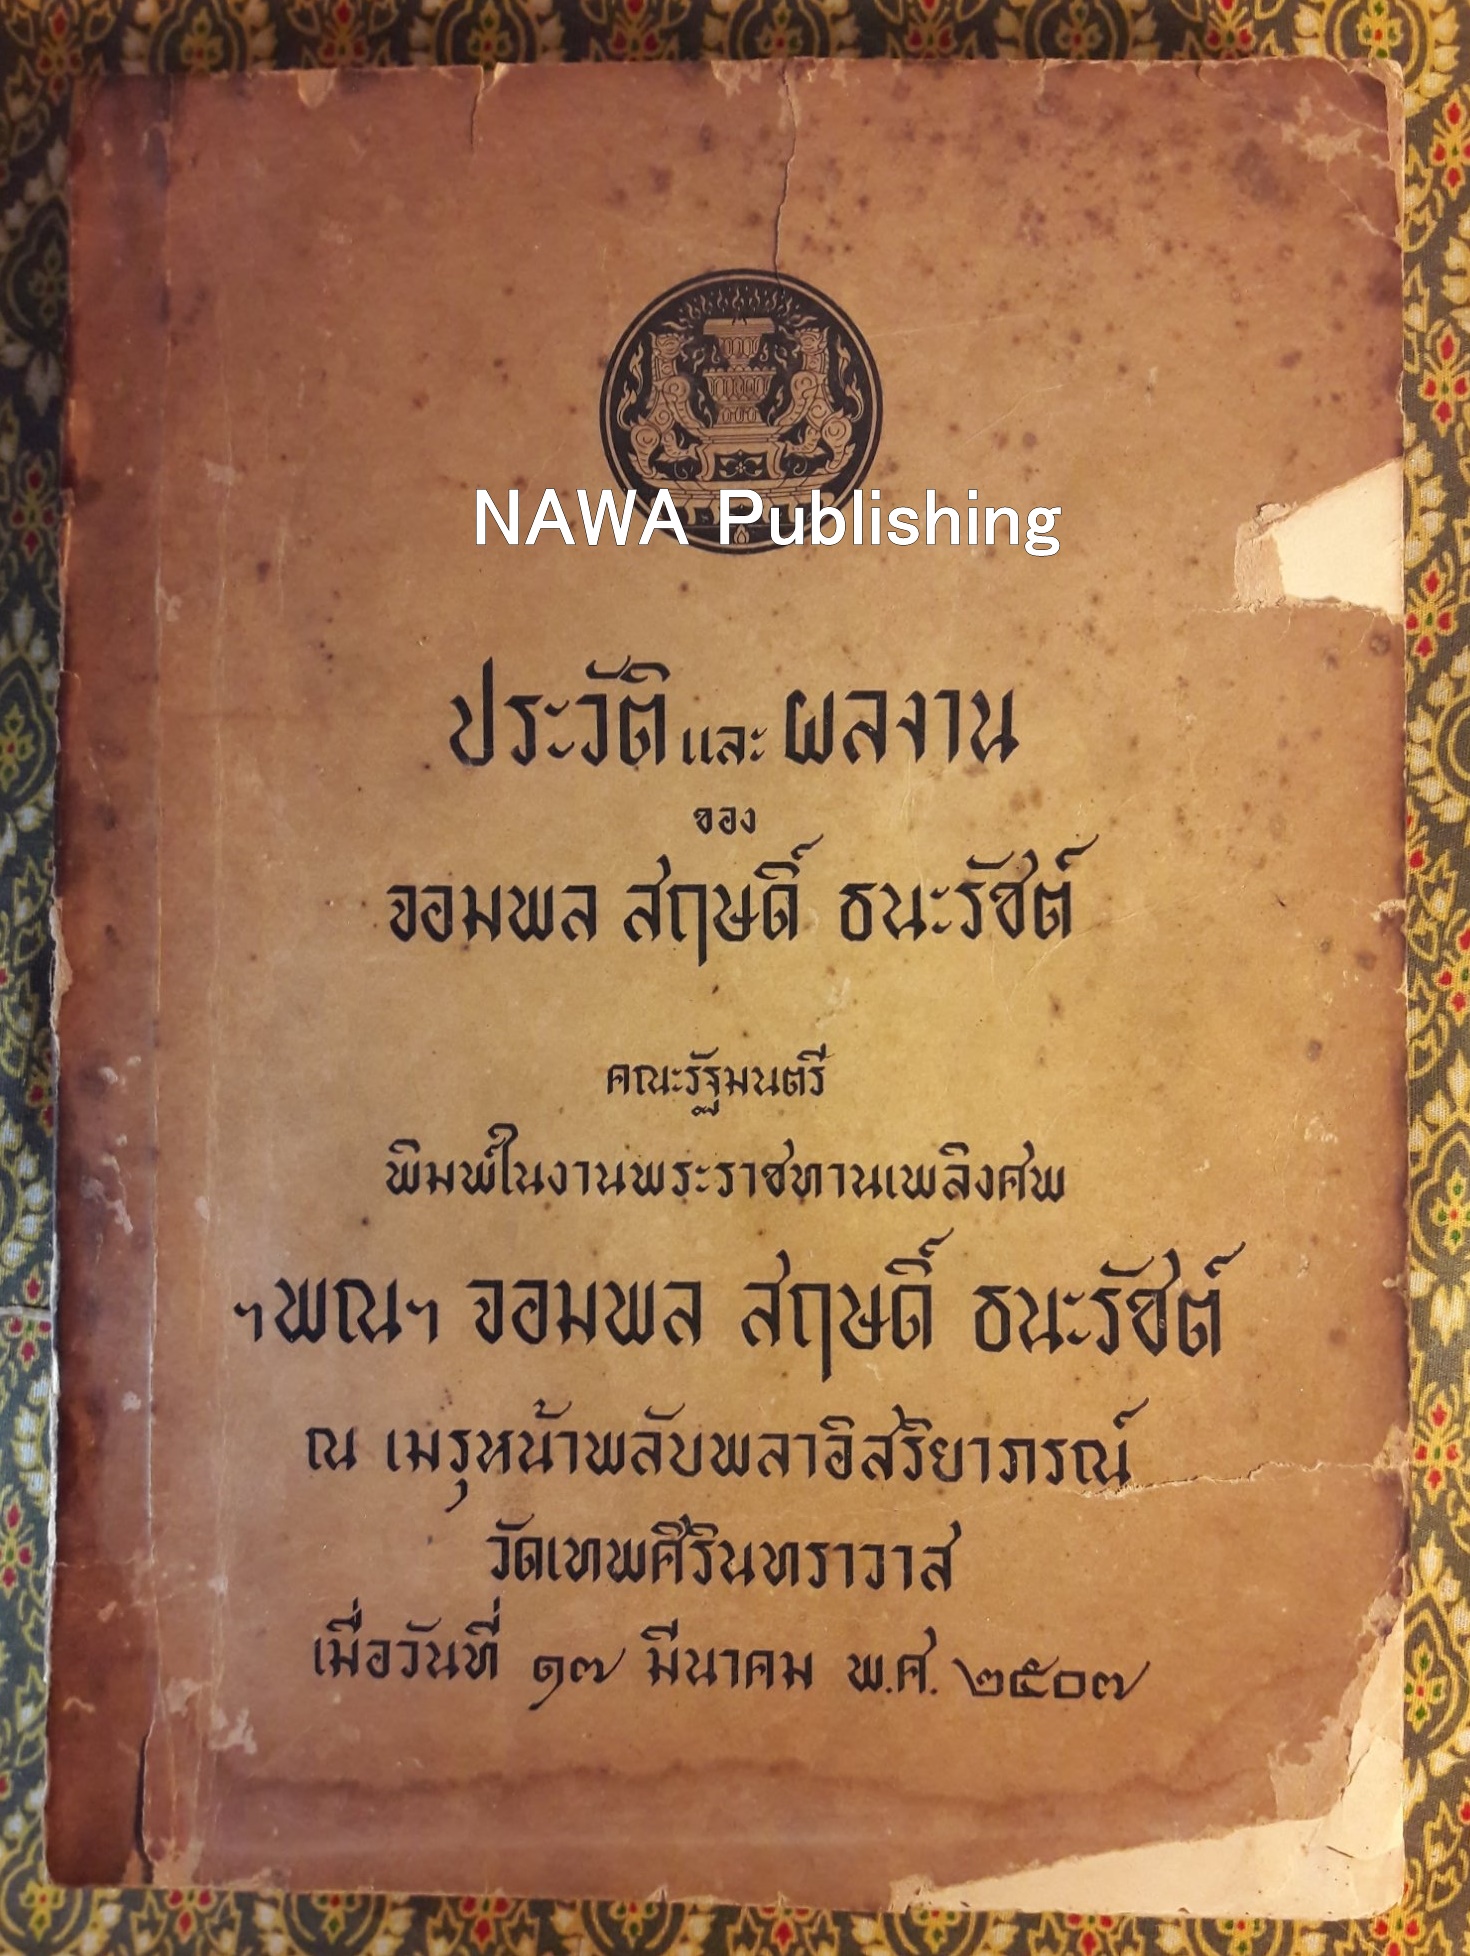 NAWA Publishing
ประวัติและผลงาน
ของ
จอมพล สฤษดิ์ ธนะรัชต์
คณะรัฐมนตรี
พิมพ์ในงานพระราชทานเพลิงศพ
ฯพณฯ จอมพล สฤษดิ์ ธนะรัชต์
ณ เมรุหน้าพลับพลาอิสริยาภรณ์
วัดเทพศิรินทราวาส
เมื่อวันที่ ๑๗ มีนาคม พ.ศ. ๒๕๐๗